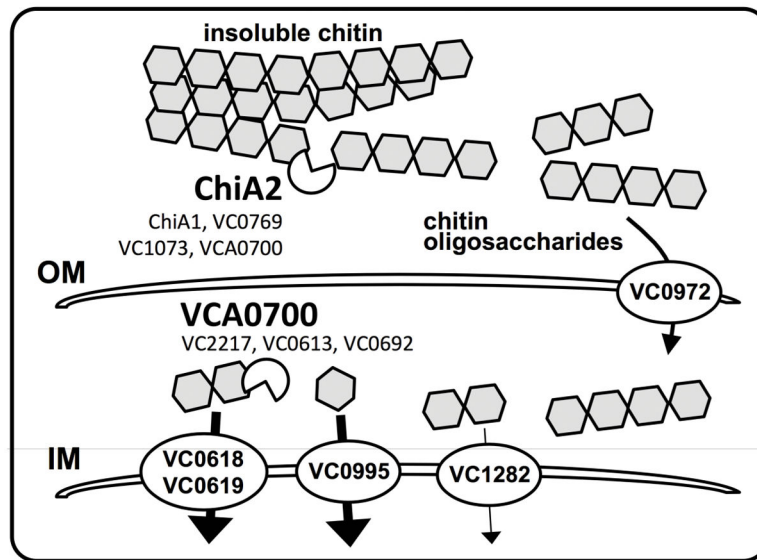 insoluble chitin
ChiA2
ChiA1, VC0769
VC1073, VCA0700
chitin
oligosaccharides
OM
VC0972
VCA0700
VC2217, VC0613, VC0692
IM
VC0618
VC0619
VC0995
VC1282